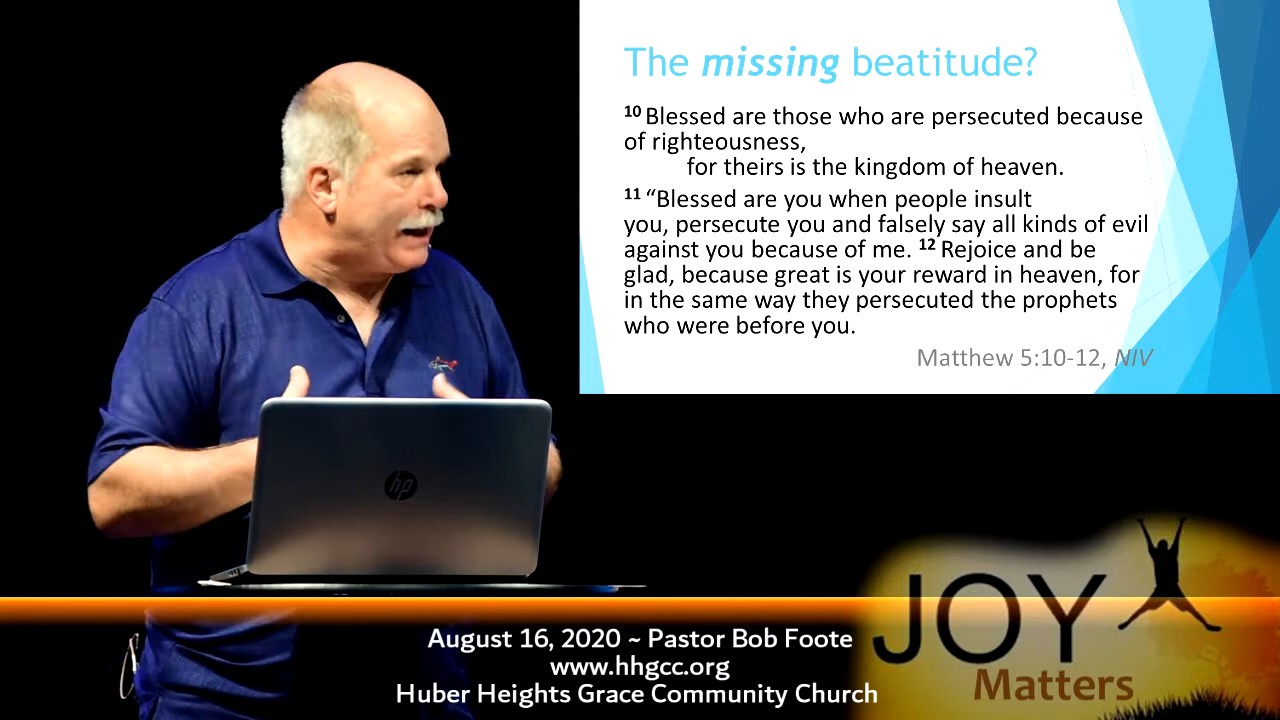 The missing beatitude?
10 Blessed are those who are persecuted because
of righteousness,
for theirs is the kingdom of heaven.
11 “Blessed are you when people insult
you, persecute you and falsely say all kinds of evil
against you because of me. 12 Rejoice and be
glad, because great is your reward in heaven, for
in the same way they persecuted the prophets
who were before you.
Matthew 5:10-12, NIV
hp
JOY
Matters
August 16, 2020 ~ Pastor Bob Foote
www.hhgcc.org
Huber Heights Grace Community Church